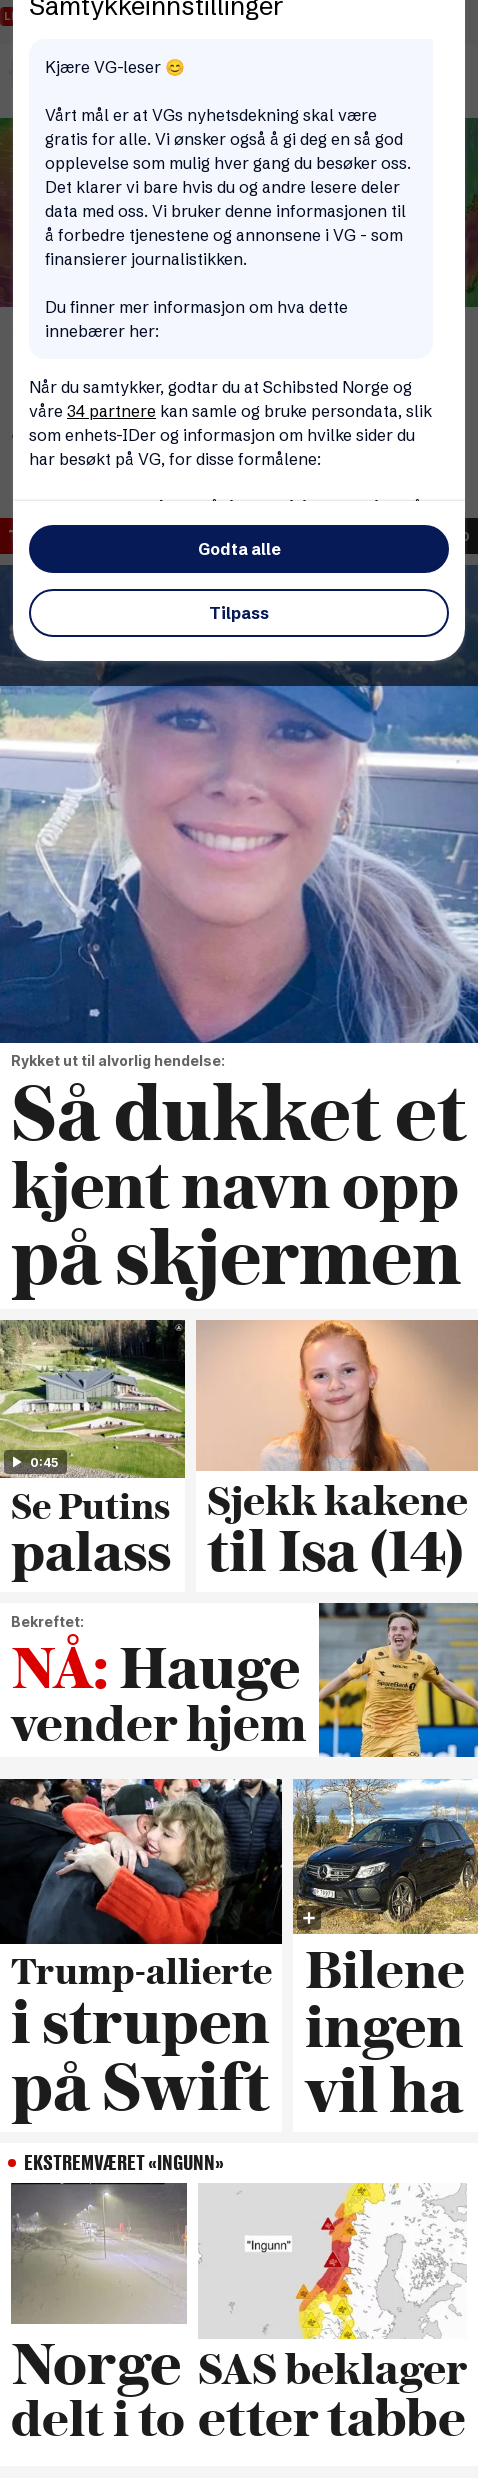 Samtykkeinnstillinger
Kjære VG-leser 😊
Vårt mål er at VGs nyhetsdekning skal være
gratis for alle. Vi ønsker også å gi deg en så god
opplevelse som mulig hver gang du besøker oss.
Det klarer vi bare hvis du og andre lesere deler
data med oss. Vi bruker denne informasjonen til
å forbedre tjenestene og annonsene i VG - som
finansierer journalistikken.
Du finner mer informasjon om hva dette
innebærer her:
Når du samtykker, godtar du at Schibsted Norge og
våre 34 partnere kan samle og bruke persondata, slik
som enhets-IDer og informasjon om hvilke sider du
har besøkt på VG, for disse formålene:
Godta alle
Tilpass
Rykket ut til alvorlig hendelse:
Så dukket et
kjent navn opp
på skjermen
0:45
Se Putins
palass
Sjekk kakene
til Isa (14)
Bekreftet:
NÅ: Hauge
vender hjem
SpareBank 1
Trump-allierte
i strupen
på Swift
Bilene
ingen
vil ha
EKSTREMVÆRET «INGUNN»
"Ingunn"
Norge
delt i to
SAS beklager
etter tabbe